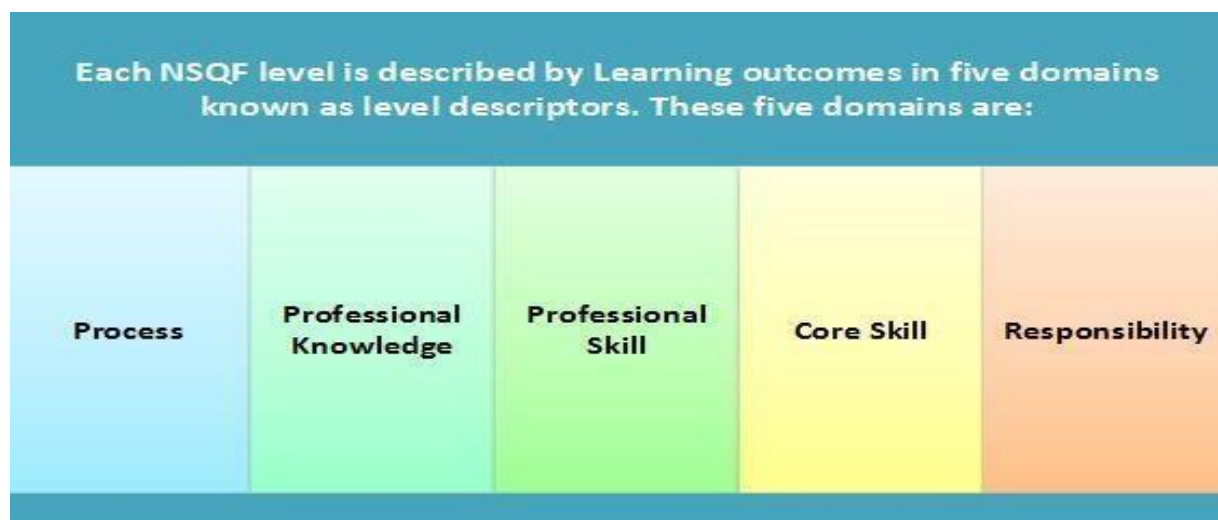 Each NSQF level is described by Learning outcomes in five domains
known as level descriptors. These five domains are:
Process
Professional
Knowledge
Professional
Skill
Core Skill
Responsibility